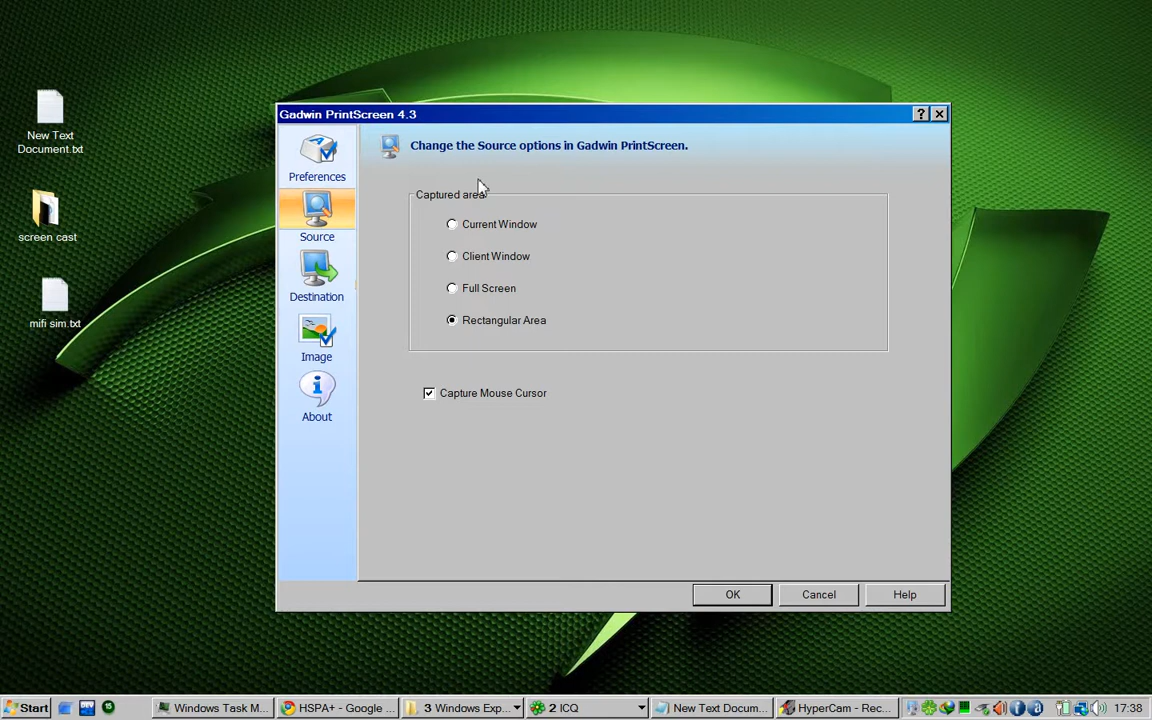 New Text
Document.txt
screen cast
mifi sim.txt
Gadwin PrintScreen 4.3
Preferences
Source
Destination
Image
About
Change the Source options in Gadwin PrintScreen.
Captured area
Current Window
Client Window
Full Screen
Rectangular Area
Capture Mouse Cursor
OK
Cancel
Help
Start
15
Windows Task M...
HSPA+ - Google ...
3 Windows Exp...
2 ICQ
New Text Docum...
HyperCam - Rec...
17:38